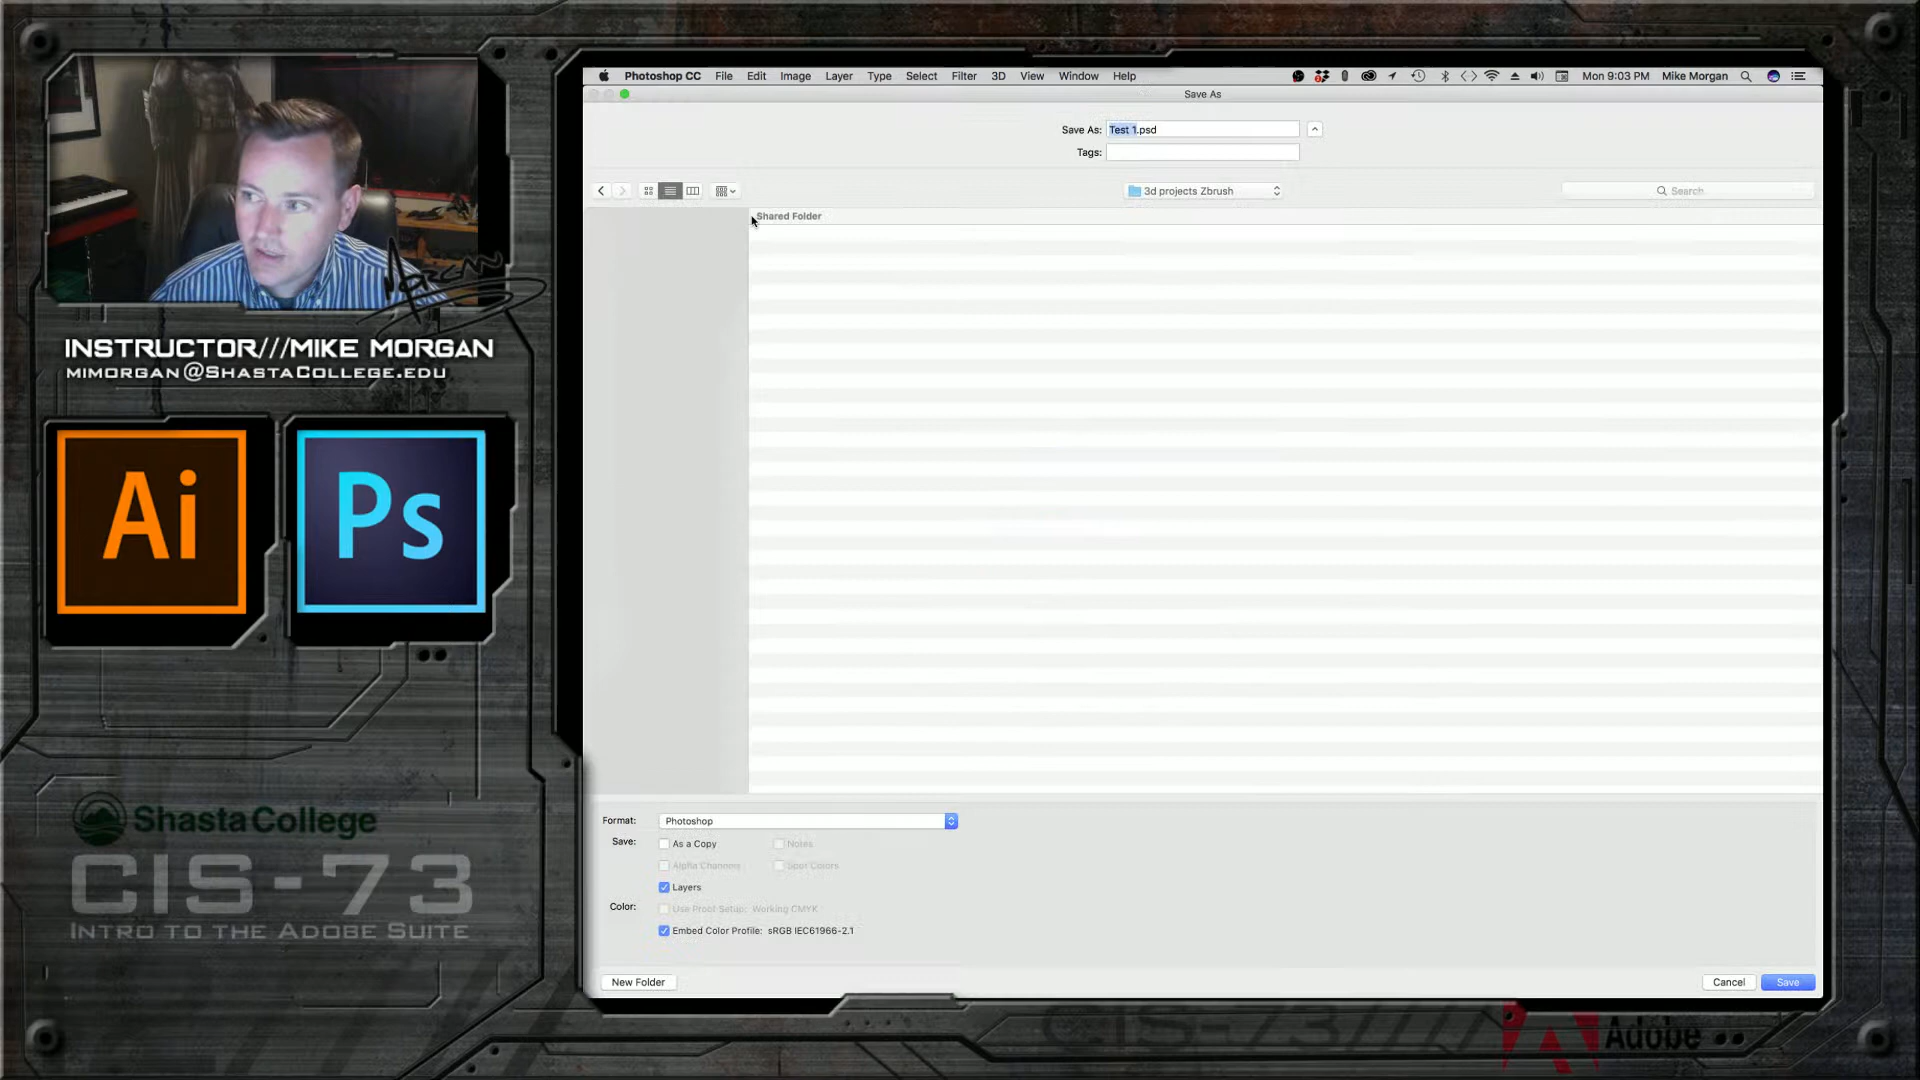 Photoshop CC File Edit Image Layer Type Select Filter 3D View Window Help Mon 9:03 PM Mike Morgan
Save As
Save As: Test 1.psd
Tags:
3d projects Zbrush
Search
Shared Folder
Format: Photoshop
Save: As a Copy Notes
Alpha Channels Spot Colors
Layers
Color: Use Proof Setup: Working CMYK
Embed Color Profile: sRGB IEC61966-2.1
New Folder Cancel Save
Morgan
INSTRUCTOR///MIKE MORGAN
MIMORGAN@SHASTACOLLEGE.EDU
Ai Ps
Shasta College
CIS-73
INTRO TO THE ADOBE SUITE
CIS-73///
Adobe